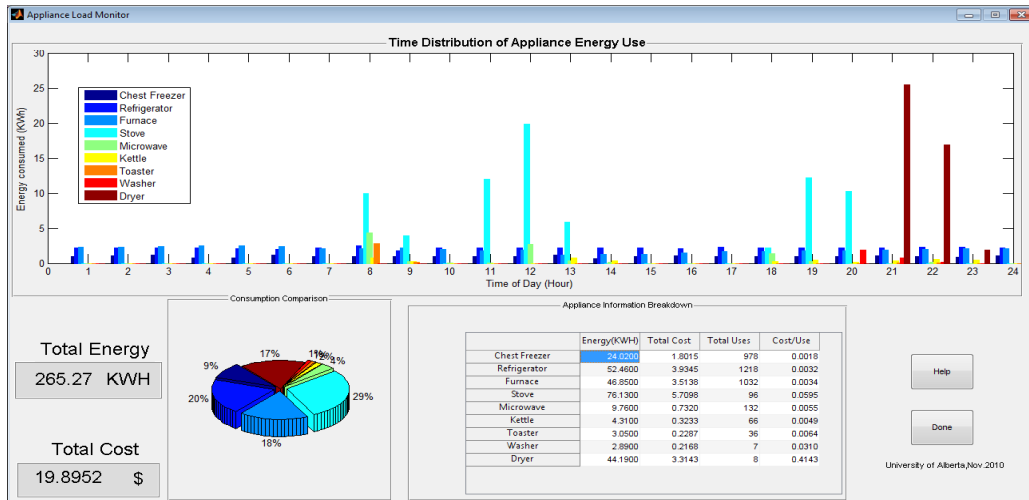 Appliance Load Monitor
Time Distribution of Appliance Energy Use
Energy consumed (KWh)
30
25
20
15
10
5
0
Chest Freezer
Refrigerator
Furnace
Stove
Microwave
Kettle
Toaster
Washer
Dryer
0 1 2 3 4 5 6 7 8 9 10 11 12 13 14 15 16 17 18 19 20 21 22 23 24
Time of Day (Hour)
Total Energy
265.27 KWH
Total Cost
19.8952 $
Consumption Comparison
9%
20%
18%
29%
4%
2%
1%
1%
17%
Appliance Information Breakdown
Energy(KWH) Total Cost Total Uses Cost/Use
Chest Freezer 24.0200 1.8015 978 0.0018
Refrigerator 52.4600 3.9345 1218 0.0032
Furnace 46.8500 3.5138 1032 0.0034
Stove 76.1300 5.7098 96 0.0595
Microwave 9.7600 0.7320 132 0.0055
Kettle 4.3100 0.3233 66 0.0049
Toaster 3.0500 0.2287 36 0.0064
Washer 2.8900 0.2168 7 0.0310
Dryer 44.1900 3.3143 8 0.4143
Help
Done
University of Alberta,Nov.2010